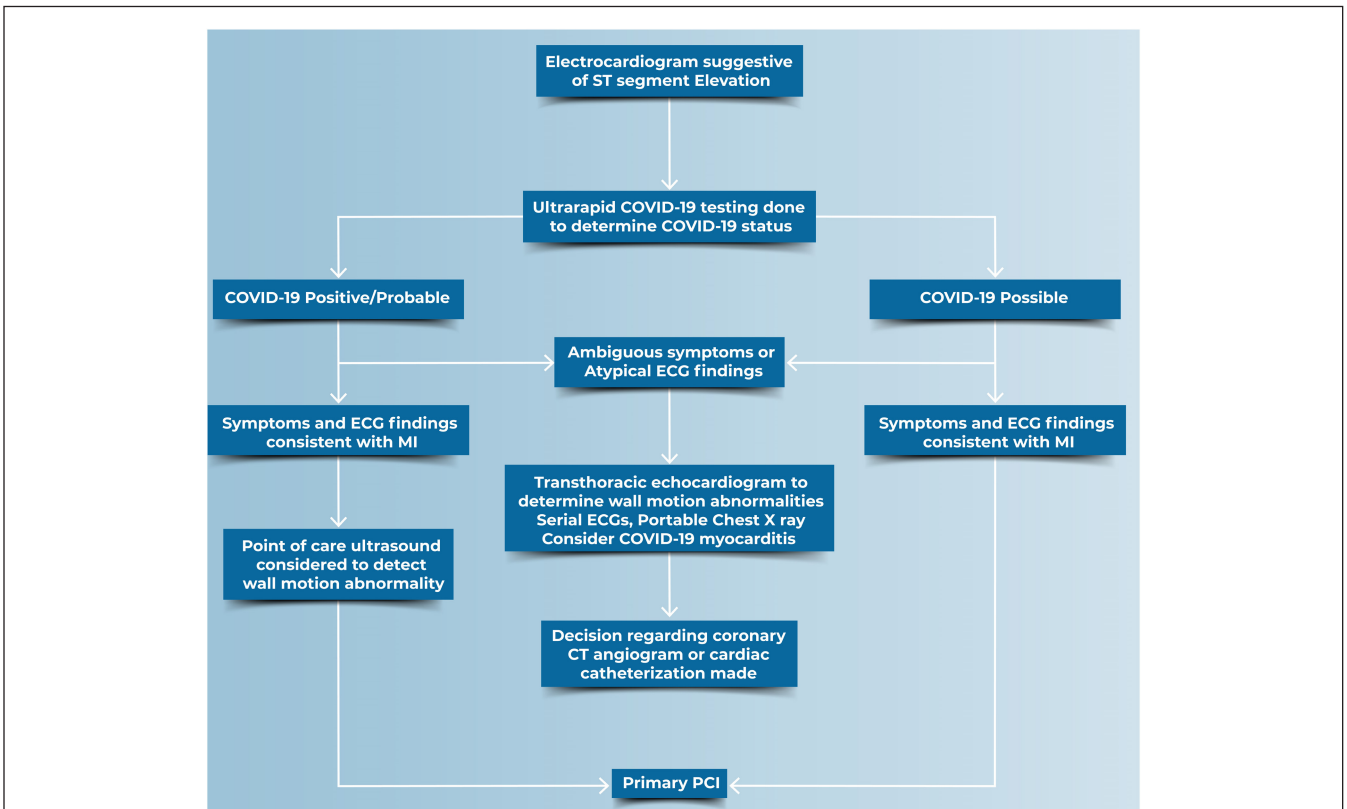 Electrocardiogram suggestive
of ST segment Elevation
Ultrarapid COVID-19 testing done
to determine COVID-19 status
COVID-19 Positive/Probable
COVID-19 Possible
Ambiguous symptoms or
Atypical ECG findings
Symptoms and ECG findings
consistent with MI
Symptoms and ECG findings
consistent with MI
Transthoracic echocardiogram to
determine wall motion abnormalities
Serial ECGs, Portable Chest X ray
Consider COVID-19 myocarditis
Point of care ultrasound
considered to detect
wall motion abnormality
Decision regarding coronary
CT angiogram or cardiac
catheterization made
Primary PCI